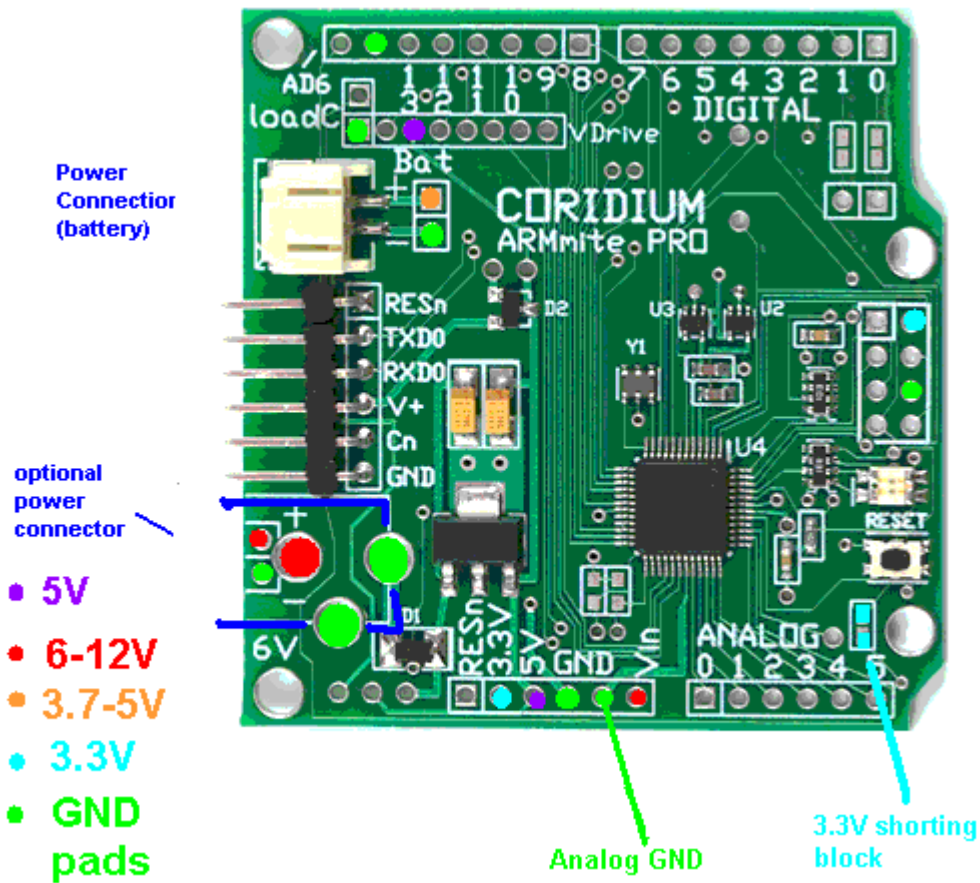 AD6
1 1 1 1 9 8
3 2 1 0
7 6 5 4 3 2 1 0
DIGITAL
loadC
VDrive
Bat
+
-
Power
Connectior
(battery)
CORIDIUM
ARMmite PRO
RESn
TXD0
RXD0
V+
Cn
GND
D2
U3
U2
Y1
U4
optional
power
connector
+
-
RESET
5V
6-12V
3.7-5V
3.3V
GND
pads
6V
D1
RESn
3.3V
5V
GND
Vin
ANALOG
0 1 2 3 4 5
Analog GND
3.3V shorting
block